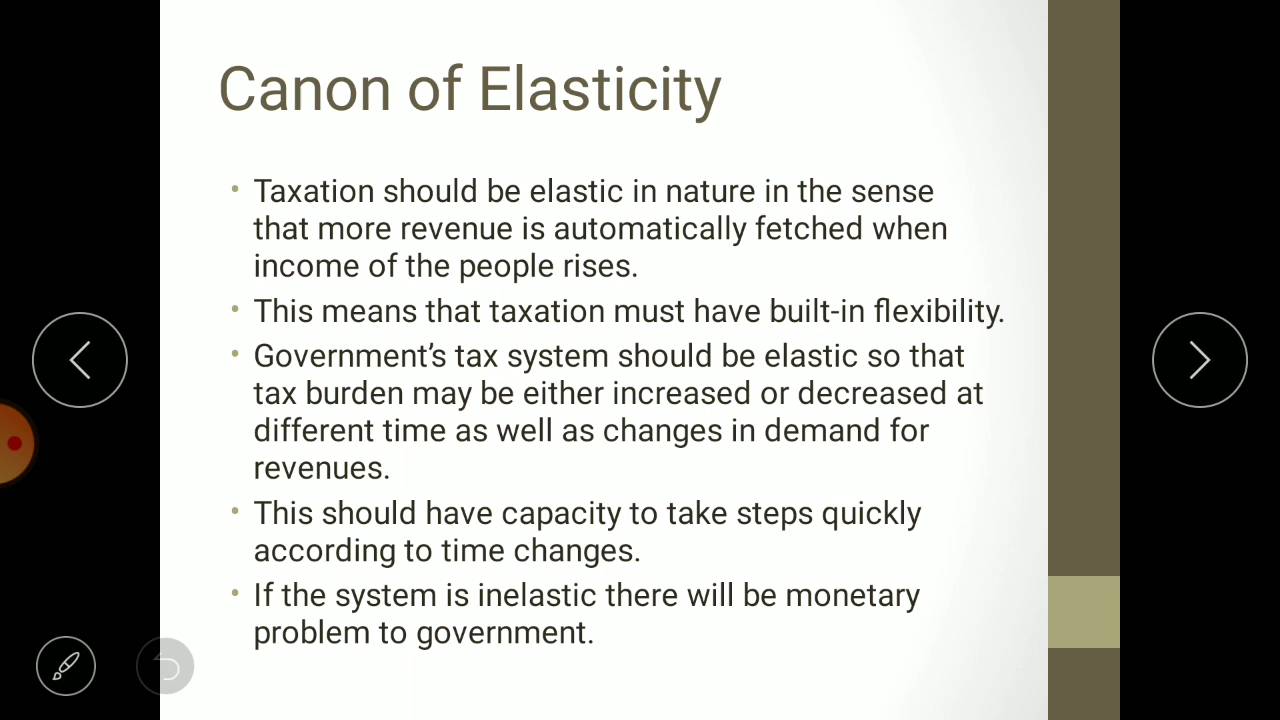 Canon of Elasticity
• Taxation should be elastic in nature in the sense
that more revenue is automatically fetched when
income of the people rises.
• This means that taxation must have built-in flexibility.
• Government’s tax system should be elastic so that
tax burden may be either increased or decreased at
different time as well as changes in demand for
revenues.
• This should have capacity to take steps quickly
according to time changes.
• If the system is inelastic there will be monetary
problem to government.